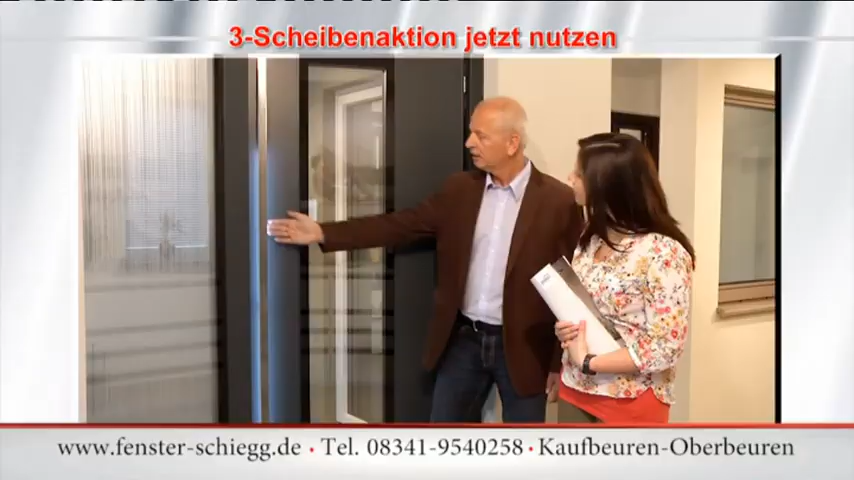 3-Scheibenaktion jetzt nutzen
www.fenster-schiegg.de • Tel. 08341-9540258 • Kaufbeuren-Oberbeuren